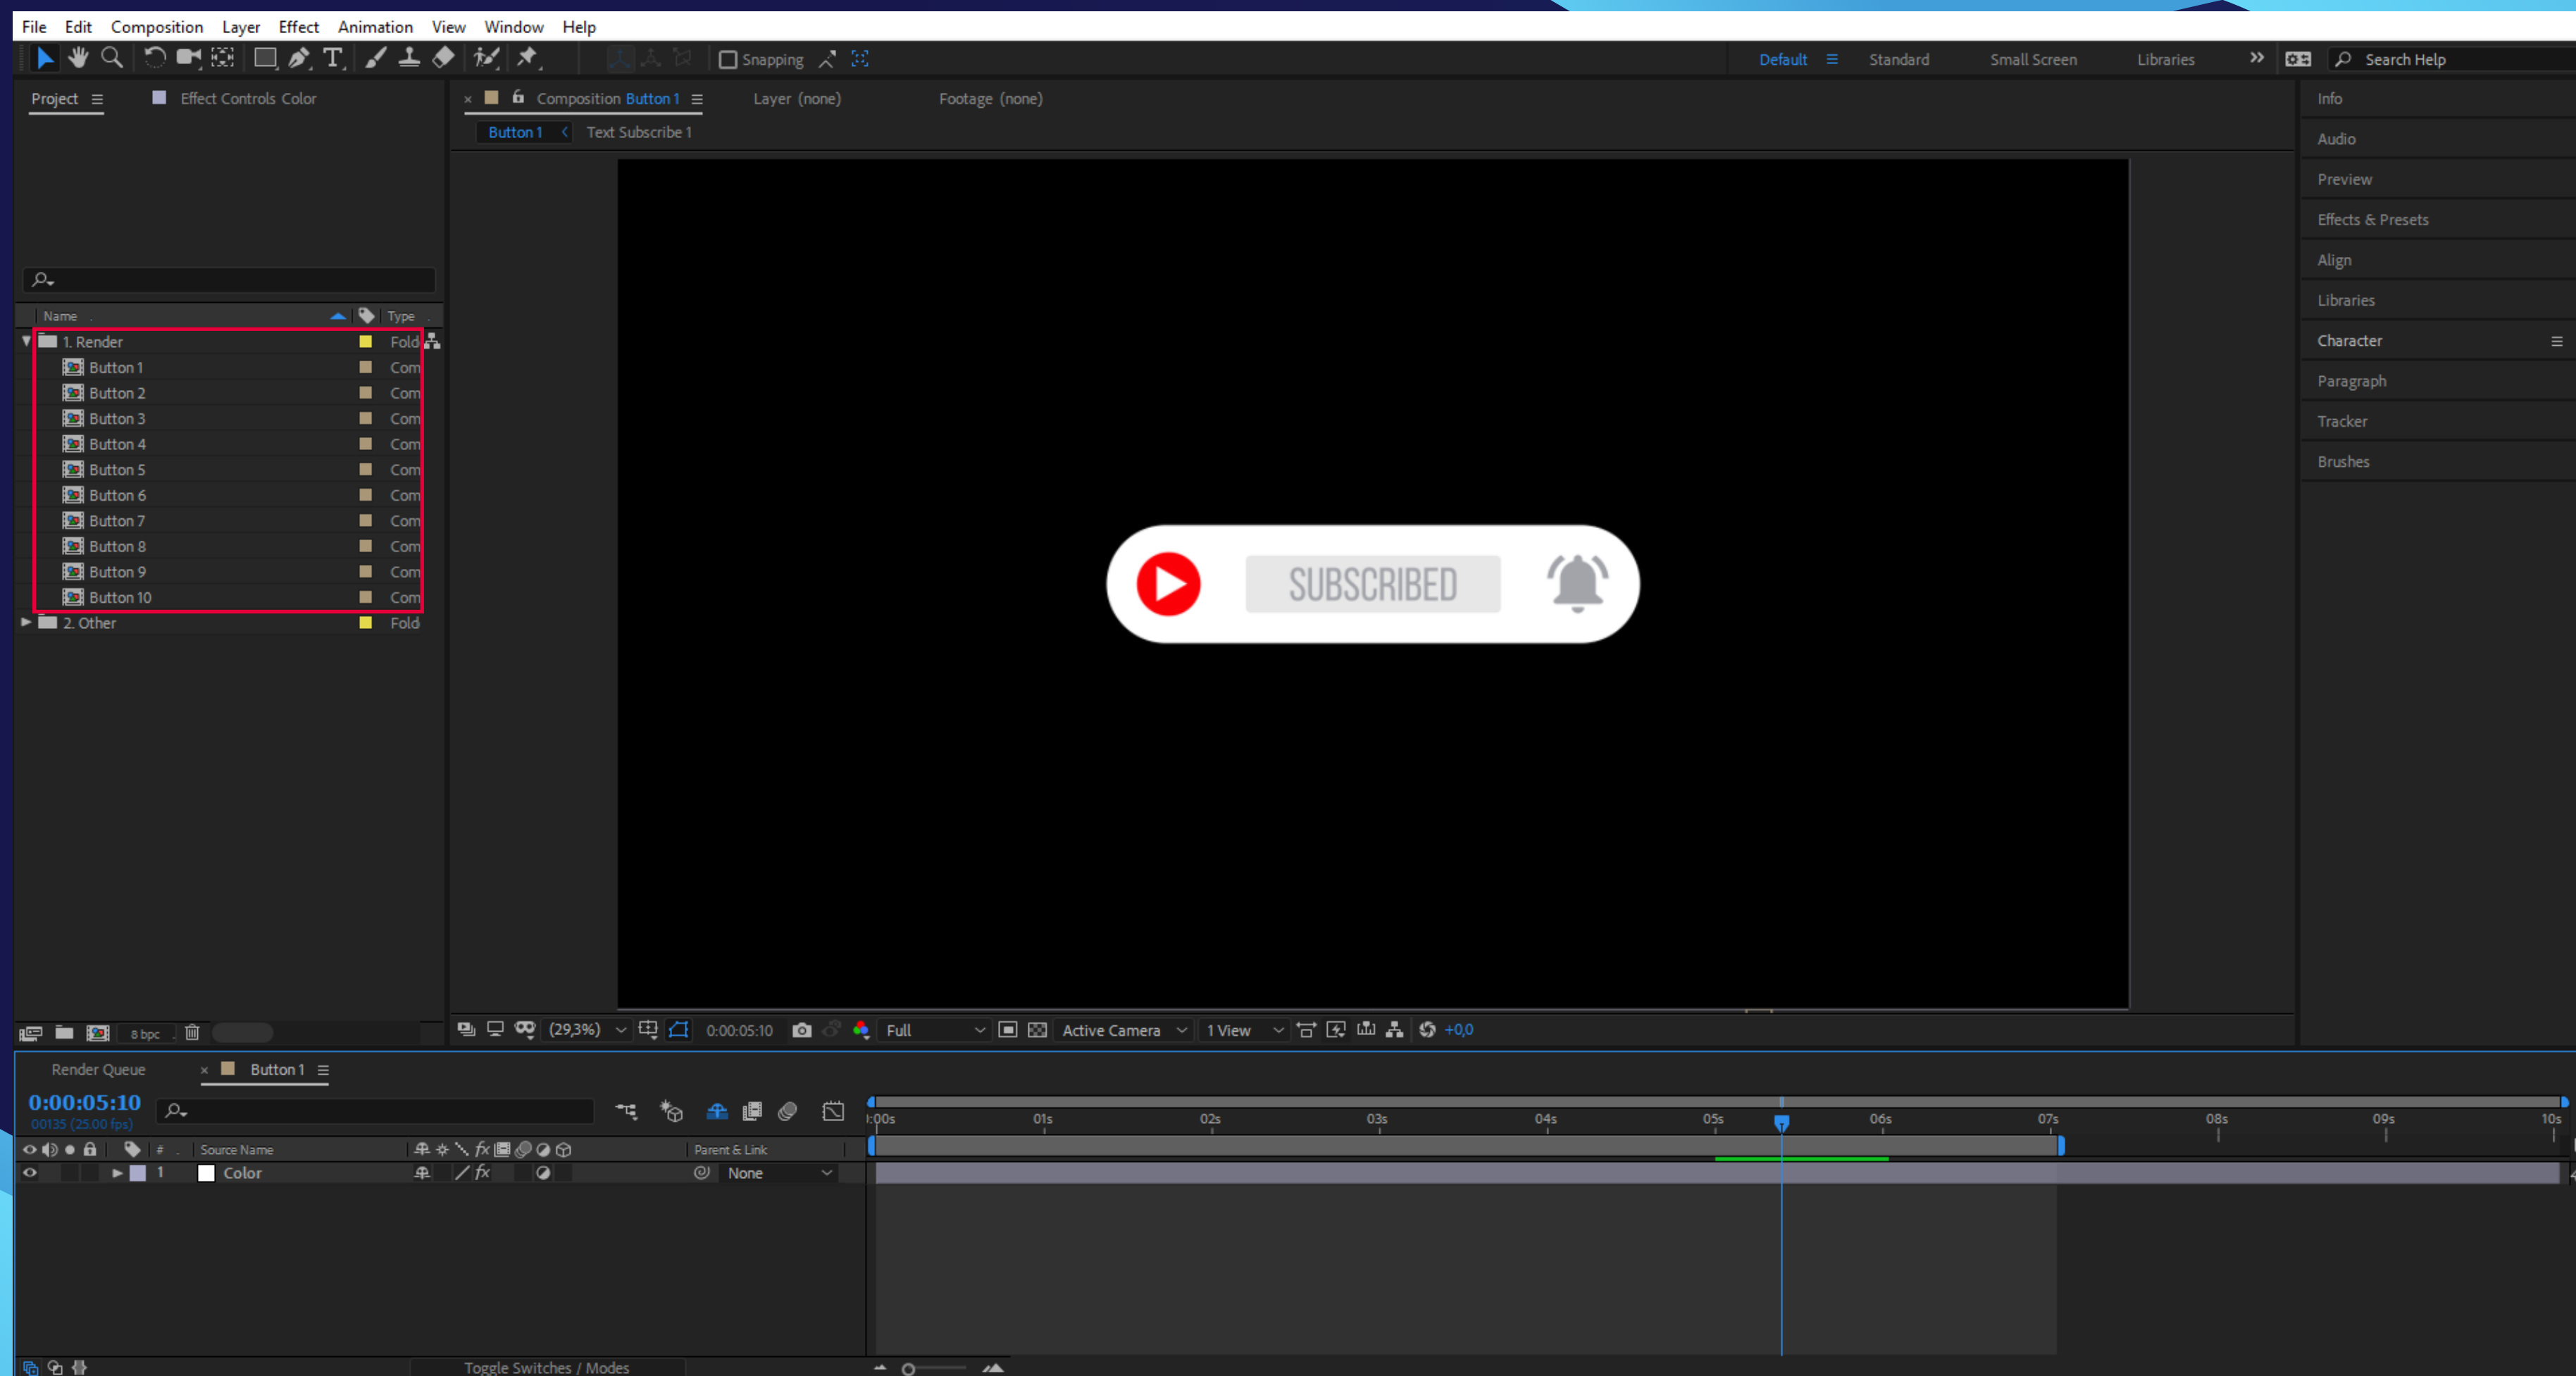 File Edit Composition Layer Effect Animation View Window Help
Snapping
Default Standard Small Screen Libraries Search Help
Project Effect Controls Color
Composition Button 1 Layer (none) Footage (none)
Button 1 Text Subscribe 1
Name Type
1. Render Fold
Button 1 Com
Button 2 Com
Button 3 Com
Button 4 Com
Button 5 Com
Button 6 Com
Button 7 Com
Button 8 Com
Button 9 Com
Button 10 Com
2. Other Fold
SUBSCRIBED
Info
Audio
Preview
Effects & Presets
Align
Libraries
Character
Paragraph
Tracker
Brushes
8 bpc
(29,3%) 0:00:05:10 Full Active Camera 1 View +0,0
Render Queue Button 1
0:00:05:10
00135 (25.00 fps)
:00s 01s 02s 03s 04s 05s 06s 07s 08s 09s 10s
# Source Name fx Parent & Link
1 Color fx None
Toggle Switches / Modes